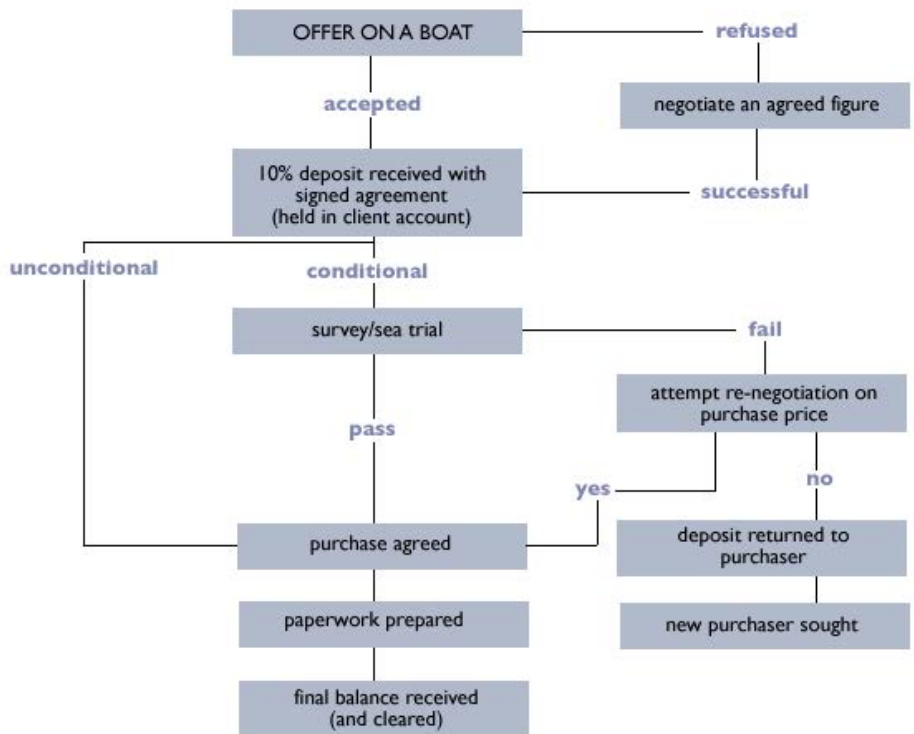 OFFER ON A BOAT
refused
accepted
negotiate an agreed figure
10% deposit received with
signed agreement
(held in client account)
successful
unconditional
conditional
survey/sea trial
fail
attempt re-negotiation on
purchase price
pass
yes
no
purchase agreed
deposit returned to
purchaser
paperwork prepared
new purchaser sought
final balance received
(and cleared)